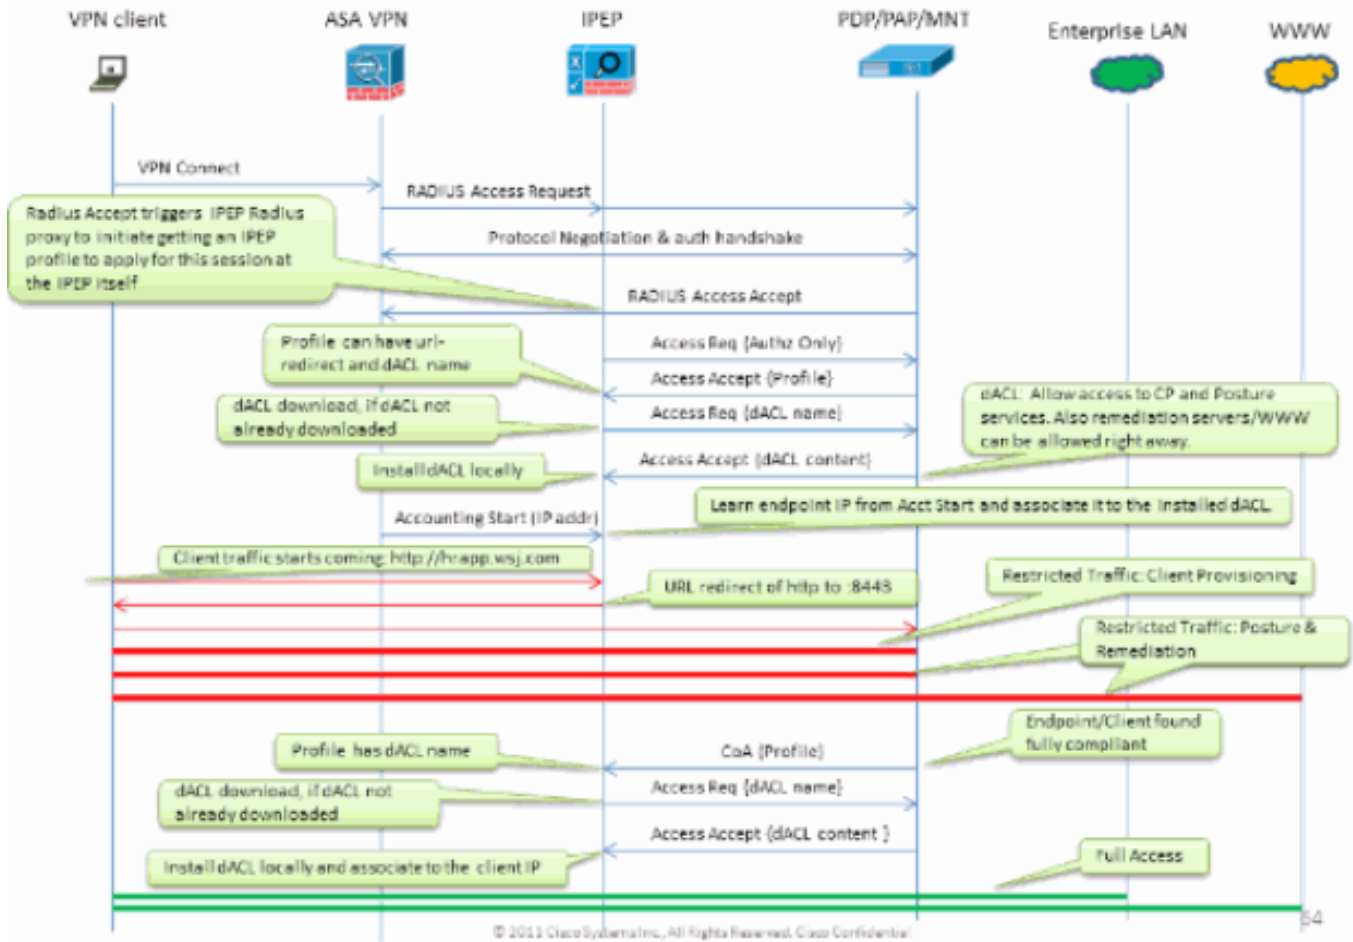 VPN client
ASA VPN
IPEP
PDP/PAP/MNT
Enterprise LAN
WWW
VPN Connect
RADIUS Access Request
Radius Accept triggers IPEP Radius
proxy to initiate getting an IPEP
profile to apply for this session at
the IPEP itself
Protocol Negotiation & auth handshake
RADIUS Access Accept
Profile can have url-
redirect and dACL name
Access Req {Authz Only}
Access Accept {Profile}
dACL download, if dACL not
already downloaded
Access Req {dACL name}
dACL: Allow access to CP and Posture
services. Also remediation servers/WWW
can be allowed right away.
Install dACL locally
Access Accept {dACL content}
Learn endpoint IP from Acct Start and associate it to the Installed dACL.
Accounting Start (IP addr)
Client traffic starts coming: http://hrapp.wsj.com
URL redirect of http to :8443
Restricted Traffic: Client Provisioning
Restricted Traffic: Posture &
Remediation
Endpoint/Client found
fully compliant
Profile has dACL name
CoA {Profile}
dACL download, if dACL not
already downloaded
Access Req {dACL name}
Access Accept {dACL content }
Install dACL locally and associate to the client IP
Full Access
64
© 2011 Cisco Systems Inc., All Rights Reserved. Cisco Confidential